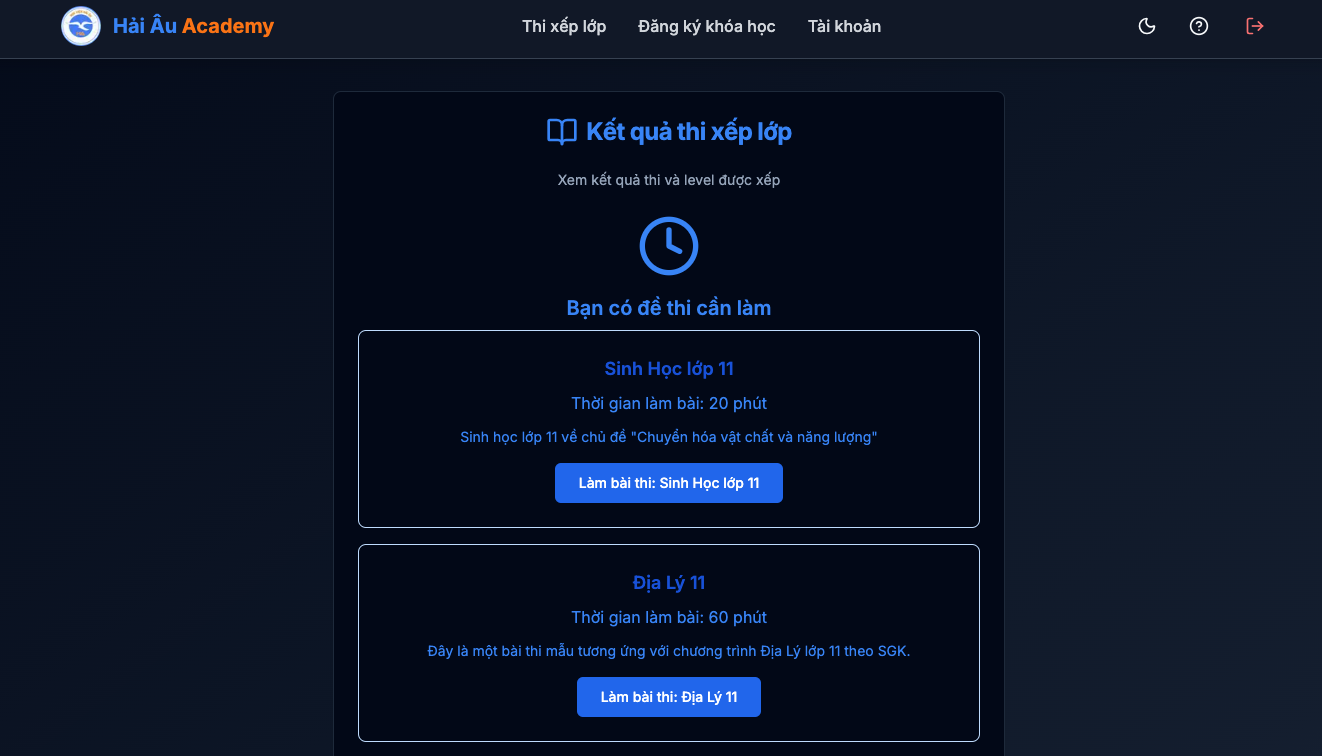 Hải Âu Academy
Thi xếp lớp
Đăng ký khóa học
Tài khoản
Kết quả thi xếp lớp
Xem kết quả thi và level được xếp
Bạn có đề thi cần làm
Sinh Học lớp 11
Thời gian làm bài: 20 phút
Sinh học lớp 11 về chủ đề "Chuyển hóa vật chất và năng lượng"
Làm bài thi: Sinh Học lớp 11
Địa Lý 11
Thời gian làm bài: 60 phút
Đây là một bài thi mẫu tương ứng với chương trình Địa Lý lớp 11 theo SGK.
Làm bài thi: Địa Lý 11